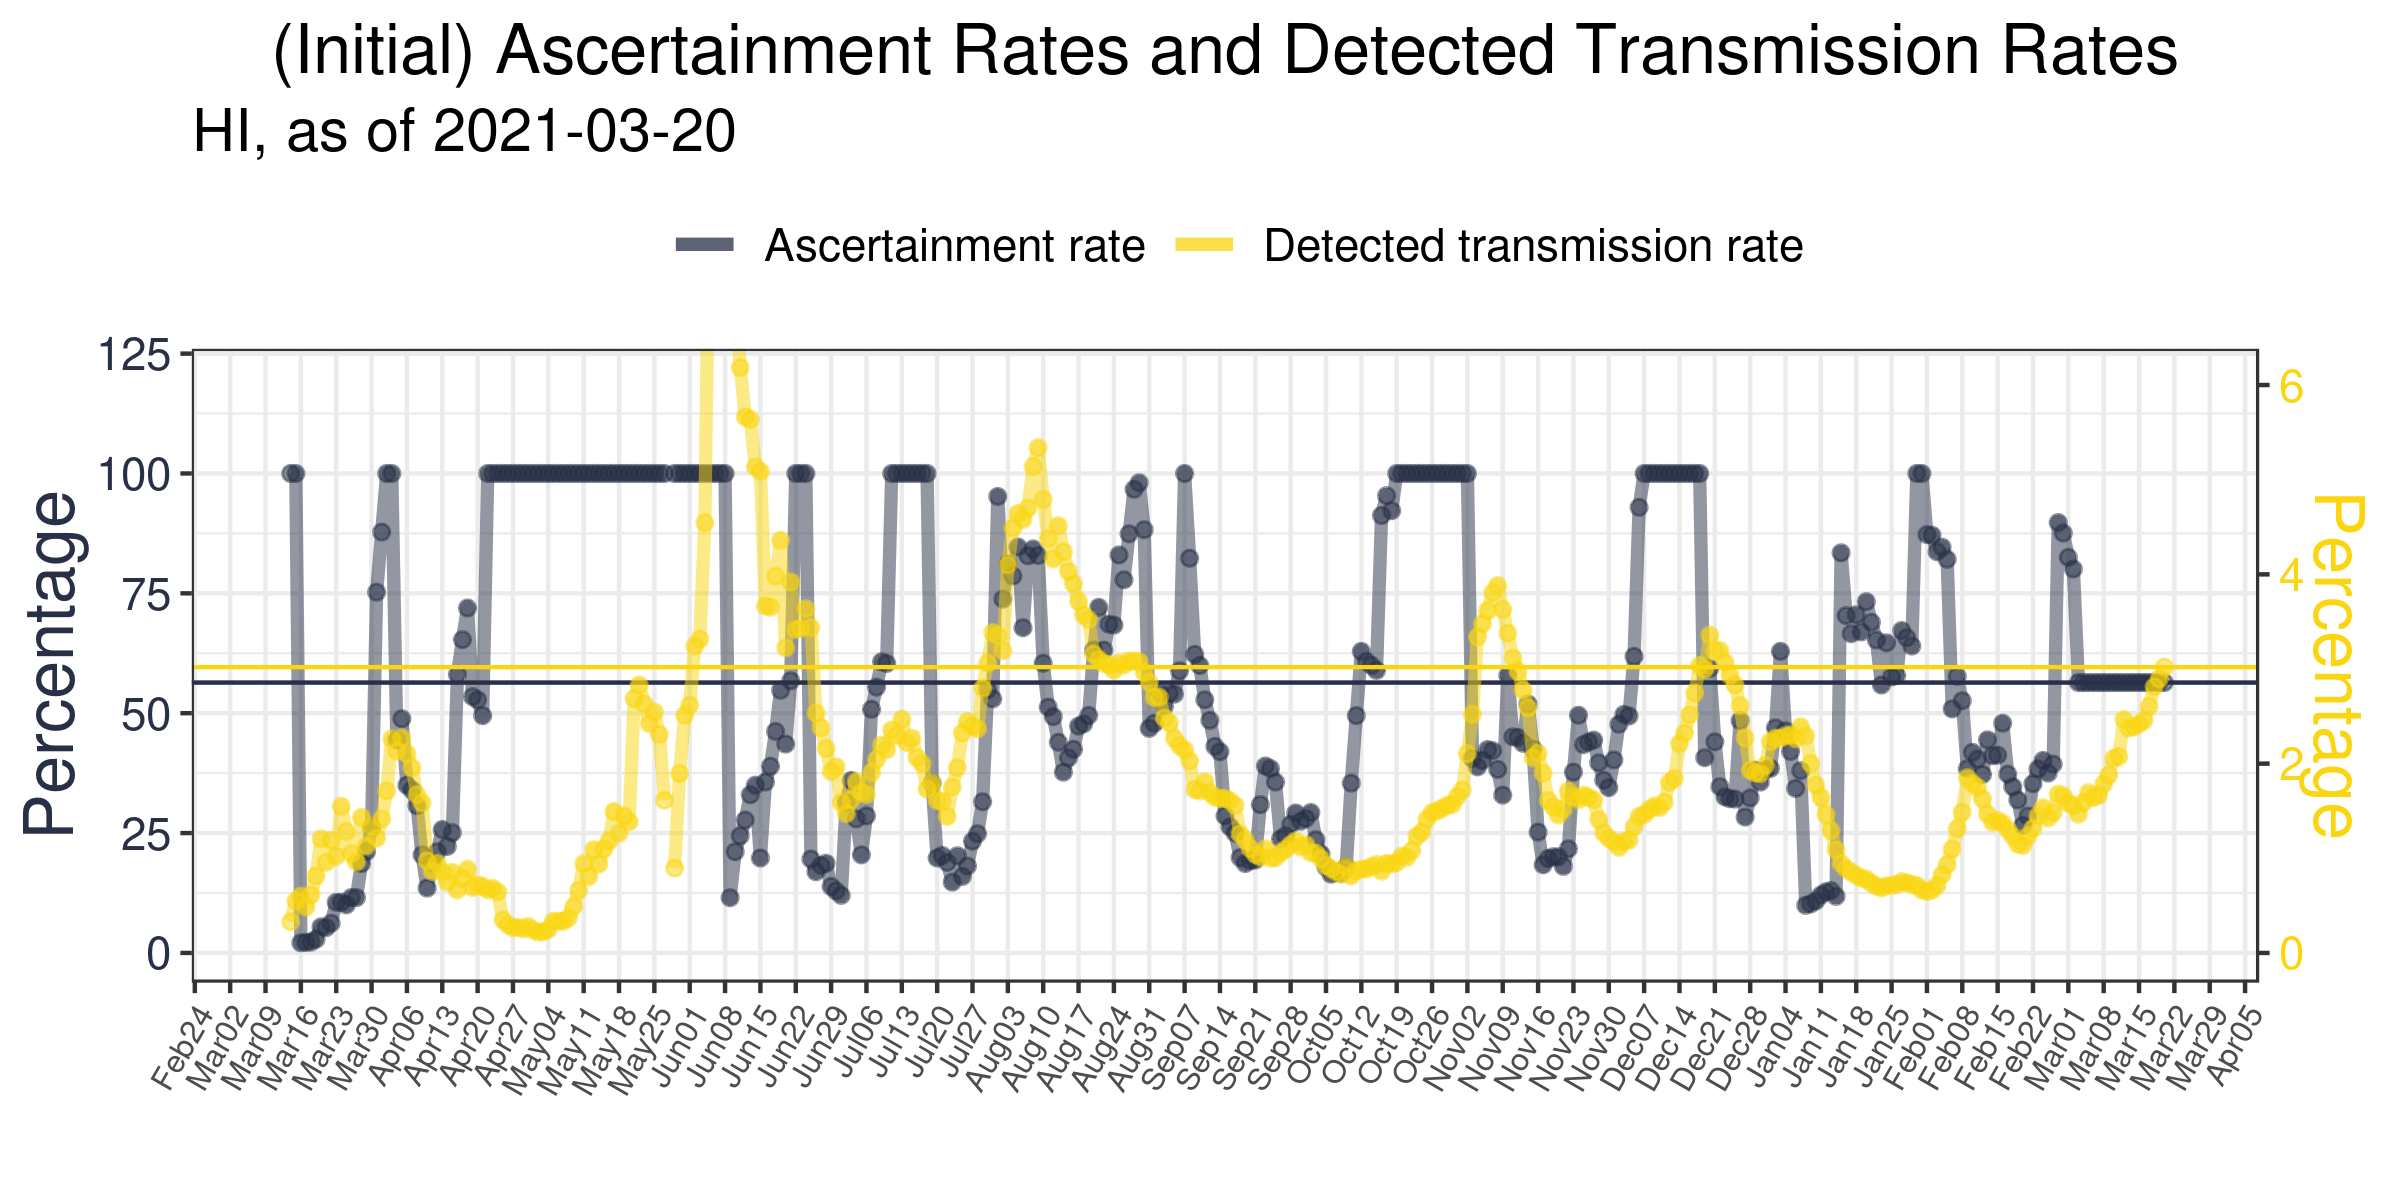 (Initial) Ascertainment Rates and Detected Transmission Rates
HI, as of 2021-03-20
Ascertainment rate Detected transmission rate
Percentage
125
100
75
50
25
0
6
4
2
0
Percentage
Feb24 Mar02 Mar09 Mar16 Mar23 Mar30 Apr06 Apr13 Apr20 Apr27 May04 May11 May18 May25 Jun01 Jun08 Jun15 Jun22 Jun29 Jul06 Jul13 Jul20 Jul27 Aug03 Aug10 Aug17 Aug24 Aug31 Sep07 Sep14 Sep21 Sep28 Oct05 Oct12 Oct19 Oct26 Nov02 Nov09 Nov16 Nov23 Nov30 Dec07 Dec14 Dec21 Dec28 Jan04 Jan11 Jan18 Jan25 Feb01 Feb08 Feb15 Feb22 Mar01 Mar08 Mar15 Mar22 Mar29 Apr05